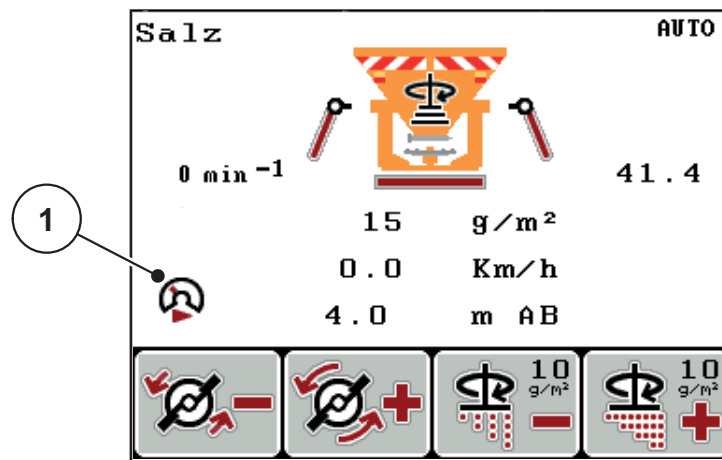 Salz
AUTO
0 min⁻¹
41.4
1
15 g/m²
0.0 Km/h
4.0 m AB
10
g/m²
10
g/m²